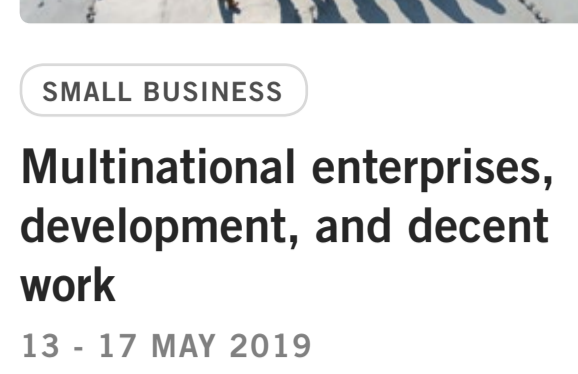 SMALL BUSINESS
Multinational enterprises,
development, and decent
work
13 - 17 MAY 2019